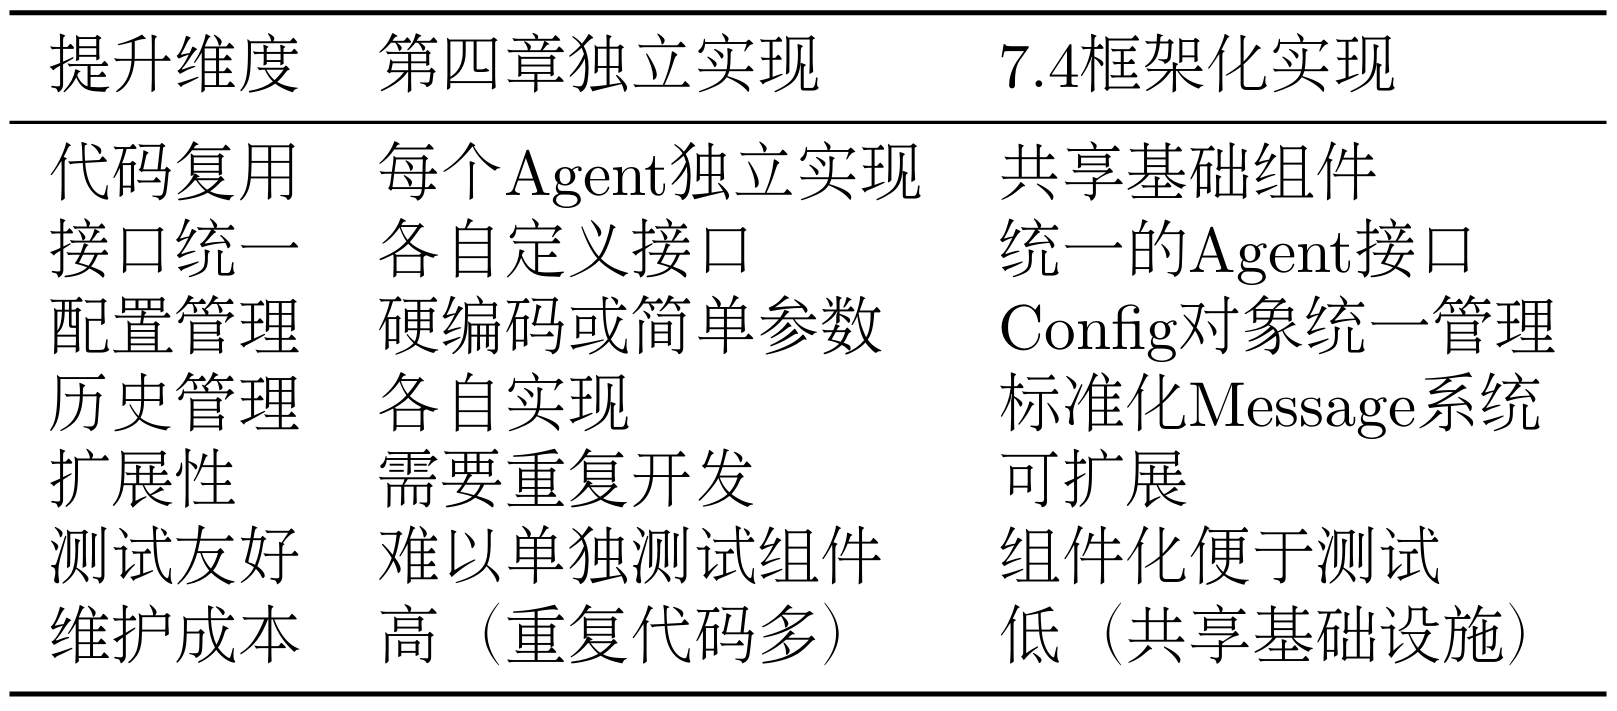 提升维度 第四章独立实现 7.4框架化实现
代码复用 每个Agent独立实现 共享基础组件
接口统一 各自定义接口 统一的Agent接口
配置管理 硬编码或简单参数 Config对象统一管理
历史管理 各自实现 标准化Message系统
扩展性 需要重复开发 可扩展
测试友好 难以单独测试组件 组件化便于测试
维护成本 高（重复代码多） 低（共享基础设施）